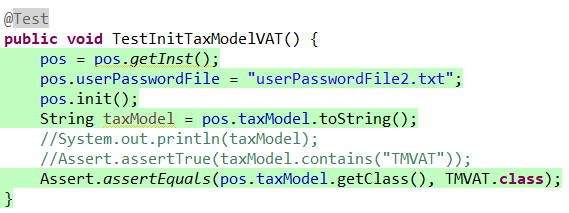 @Test
public void TestInitTaxModelVAT() {
    pos = pos.getInst();
    pos.userPasswordFile = "userPasswordFile2.txt";
    pos.init();
    String taxModel = pos.taxModel.toString();
    //System.out.println(taxModel);
    //Assert.assertTrue(taxModel.contains("TMVAT"));
    Assert.assertEquals(pos.taxModel.getClass(), TMVAT.class);
}